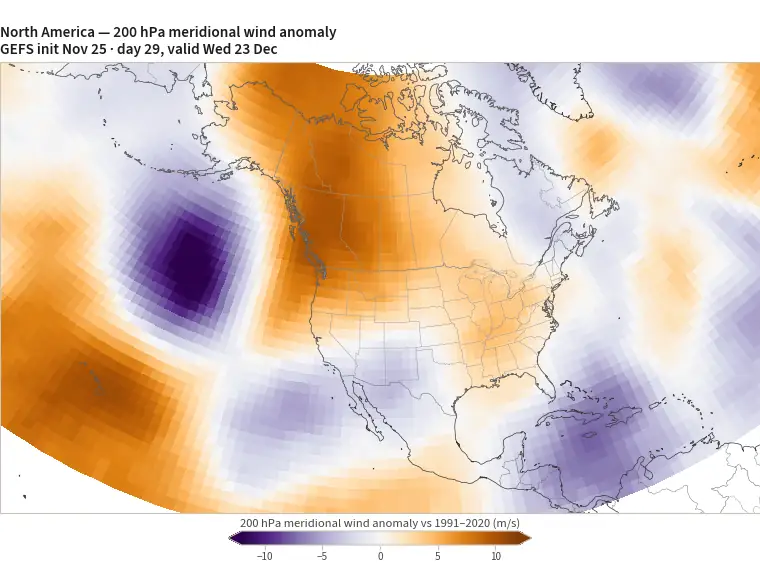 North America — 200 hPa meridional wind anomaly
GEFS init Nov 25 · day 29, valid Wed 23 Dec
200 hPa meridional wind anomaly vs 1991–2020 (m/s)
−10 −5 0 5 10